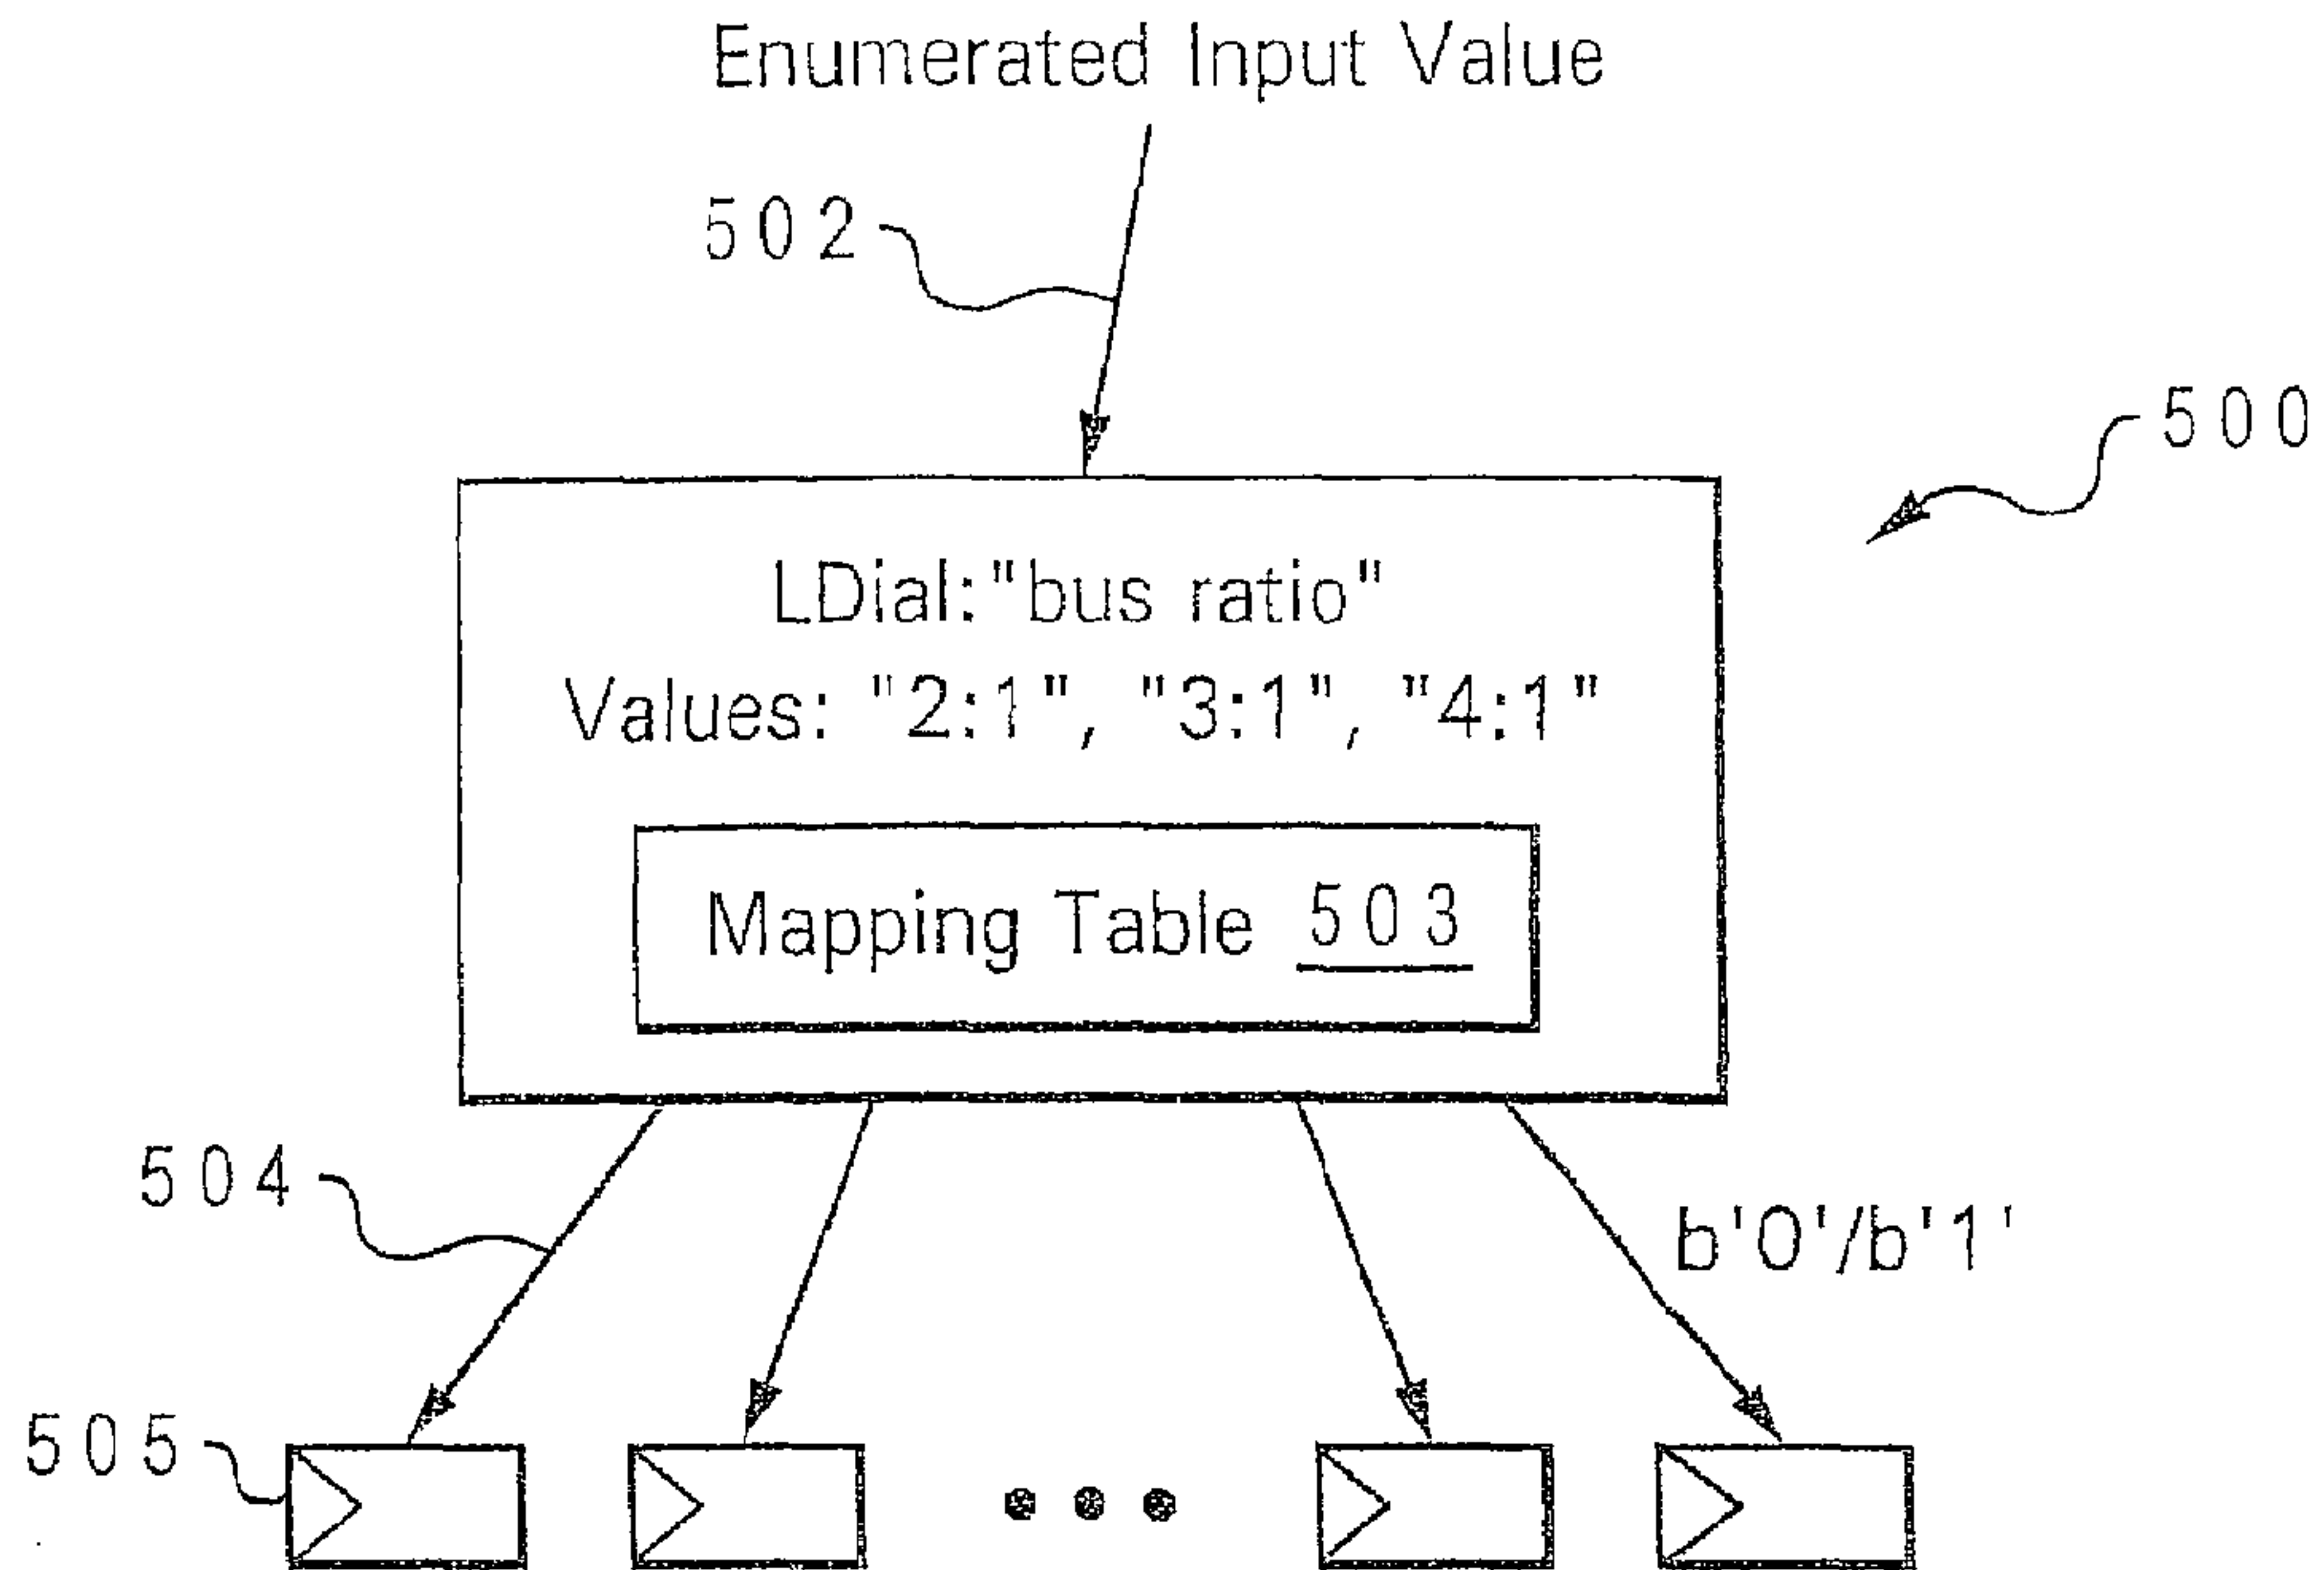 Enumerated Input Value
502
500
LDial:"bus ratio"
Values: "2:1", "3:1", "4:1"
Mapping Table 503
504
b'0'/b'1'
505